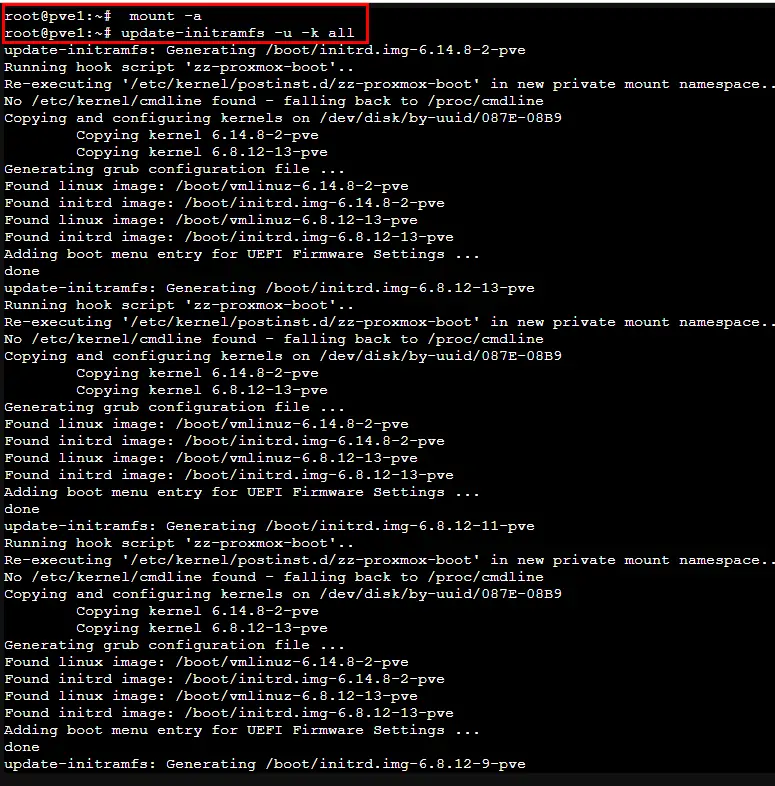 root@pve1:~#  mount -a
root@pve1:~# update-initramfs -u -k all
update-initramfs: Generating /boot/initrd.img-6.14.8-2-pve
Running hook script 'zz-proxmox-boot'..
Re-executing '/etc/kernel/postinst.d/zz-proxmox-boot' in new private mount namespace..
No /etc/kernel/cmdline found - falling back to /proc/cmdline
Copying and configuring kernels on /dev/disk/by-uuid/087E-08B9
        Copying kernel 6.14.8-2-pve
        Copying kernel 6.8.12-13-pve
Generating grub configuration file ...
Found linux image: /boot/vmlinuz-6.14.8-2-pve
Found initrd image: /boot/initrd.img-6.14.8-2-pve
Found linux image: /boot/vmlinuz-6.8.12-13-pve
Found initrd image: /boot/initrd.img-6.8.12-13-pve
Adding boot menu entry for UEFI Firmware Settings ...
done
update-initramfs: Generating /boot/initrd.img-6.8.12-13-pve
Running hook script 'zz-proxmox-boot'..
Re-executing '/etc/kernel/postinst.d/zz-proxmox-boot' in new private mount namespace..
No /etc/kernel/cmdline found - falling back to /proc/cmdline
Copying and configuring kernels on /dev/disk/by-uuid/087E-08B9
        Copying kernel 6.14.8-2-pve
        Copying kernel 6.8.12-13-pve
Generating grub configuration file ...
Found linux image: /boot/vmlinuz-6.14.8-2-pve
Found initrd image: /boot/initrd.img-6.14.8-2-pve
Found linux image: /boot/vmlinuz-6.8.12-13-pve
Found initrd image: /boot/initrd.img-6.8.12-13-pve
Adding boot menu entry for UEFI Firmware Settings ...
done
update-initramfs: Generating /boot/initrd.img-6.8.12-11-pve
Running hook script 'zz-proxmox-boot'..
Re-executing '/etc/kernel/postinst.d/zz-proxmox-boot' in new private mount namespace..
No /etc/kernel/cmdline found - falling back to /proc/cmdline
Copying and configuring kernels on /dev/disk/by-uuid/087E-08B9
        Copying kernel 6.14.8-2-pve
        Copying kernel 6.8.12-13-pve
Generating grub configuration file ...
Found linux image: /boot/vmlinuz-6.14.8-2-pve
Found initrd image: /boot/initrd.img-6.14.8-2-pve
Found linux image: /boot/vmlinuz-6.8.12-13-pve
Found initrd image: /boot/initrd.img-6.8.12-13-pve
Adding boot menu entry for UEFI Firmware Settings ...
done
update-initramfs: Generating /boot/initrd.img-6.8.12-9-pve